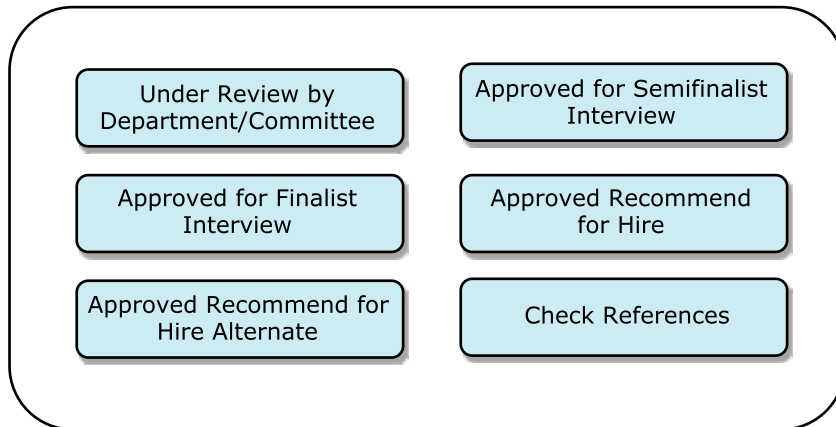 Under Review by
Department/Committee
Approved for Semifinalist
Interview
Approved for Finalist
Interview
Approved Recommend
for Hire
Approved Recommend for
Hire Alternate
Check References